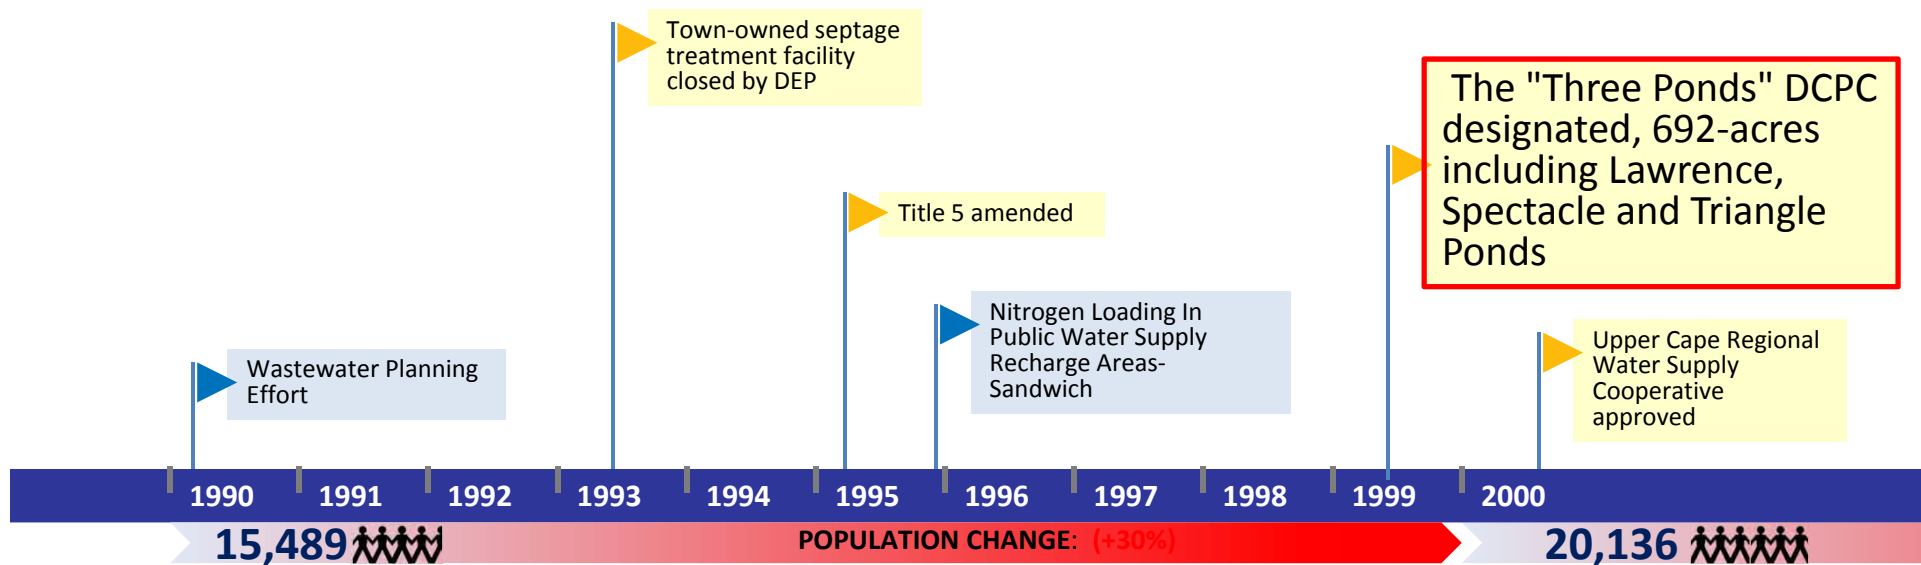 Town-owned septage
treatment facility
closed by DEP
The "Three Ponds" DCPC
designated, 692-acres
including Lawrence,
Spectacle and Triangle
Ponds
Title 5 amended
Nitrogen Loading In
Public Water Supply
Recharge Areas-
Sandwich
Wastewater Planning
Effort
Upper Cape Regional
Water Supply
Cooperative
approved
1990 1991 1992 1993 1994 1995 1996 1997 1998 1999 2000
15,489 POPULATION CHANGE: (+30%) 20,136